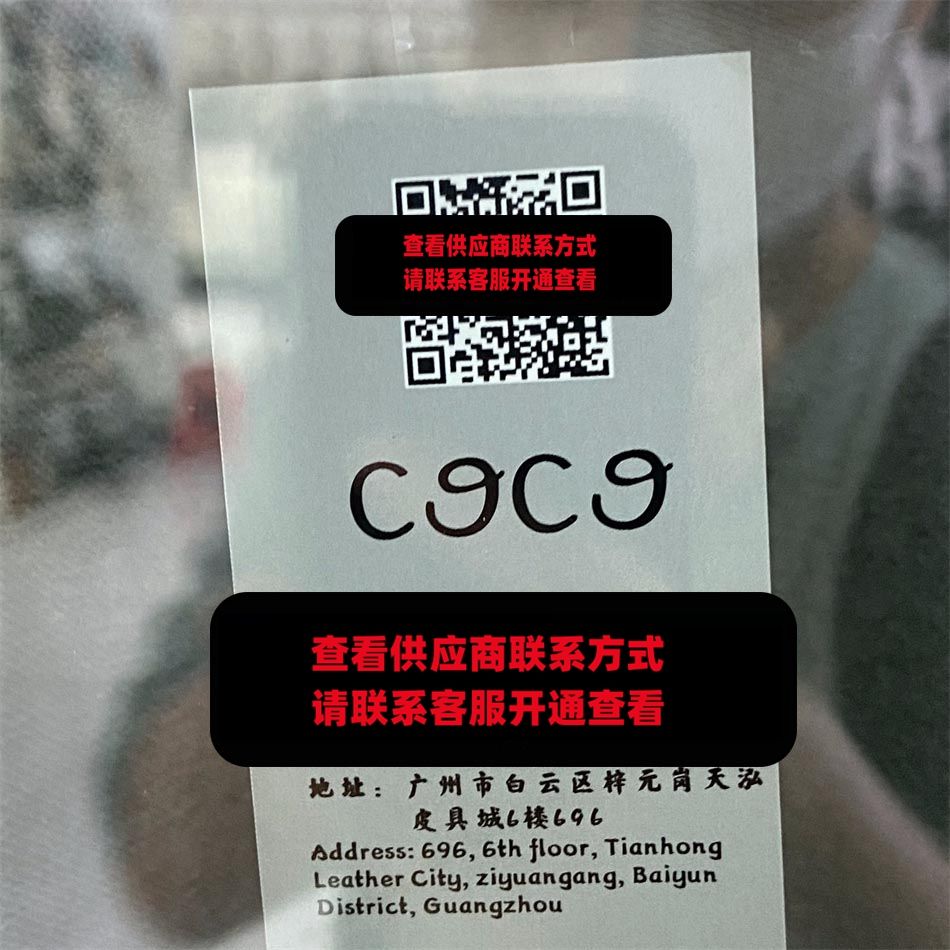 查看供应商联系方式
请联系客服开通查看
COCO
查看供应商联系方式
请联系客服开通查看
地址：广州市白云区梓元岗天泓
皮具城6楼696
Address: 696, 6th floor, Tianhong
Leather City, ziyuangang, Baiyun
District, Guangzhou